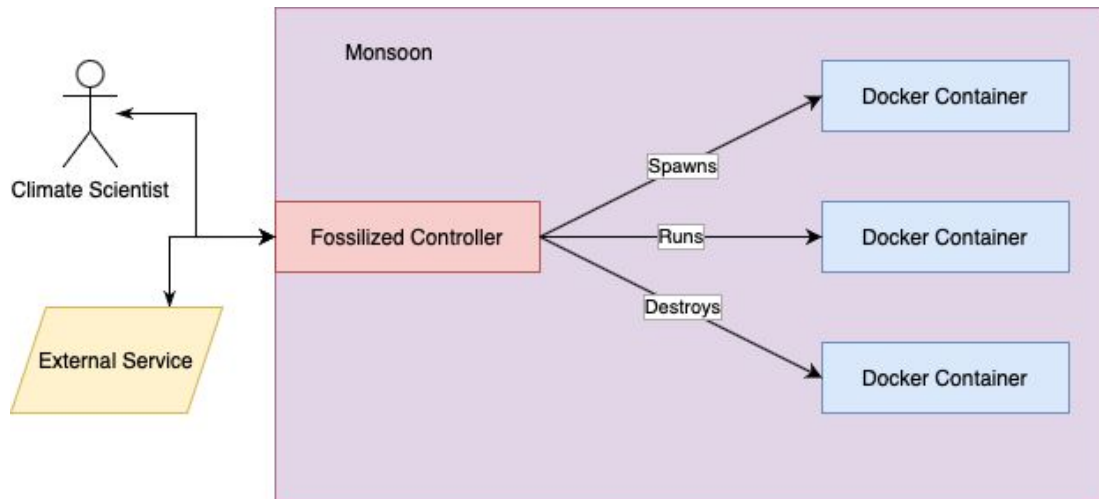 Monsoon
Docker Container
Climate Scientist
Spawns
Fossilized Controller
Runs
Docker Container
Destroys
External Service
Docker Container